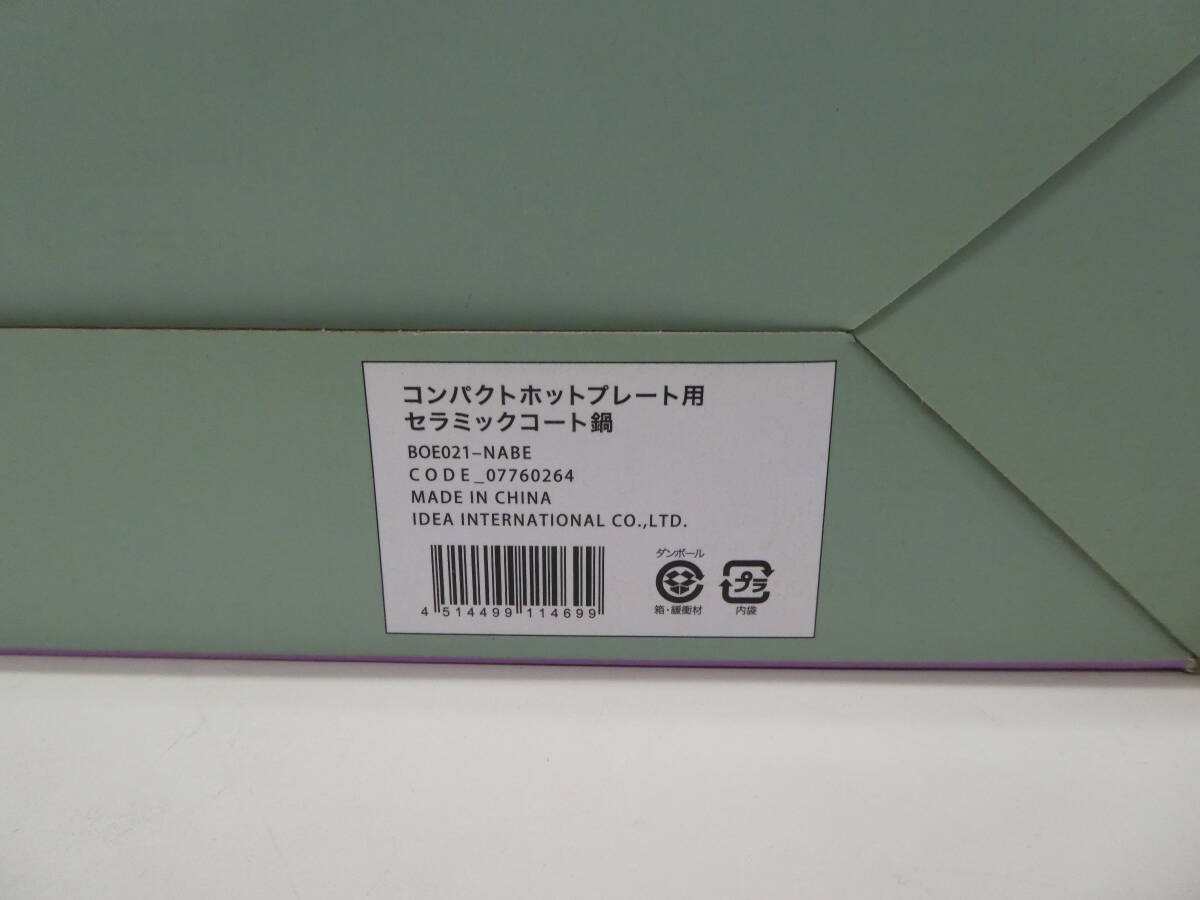 コンパクトホットプレート用
セラミックコート鍋
BOE021-NABE
CODE_07760264
MADE IN CHINA
IDEA INTERNATIONAL CO.,LTD.
4 514499 114699
ダンボール
箱・緩衝材
プラ
内袋